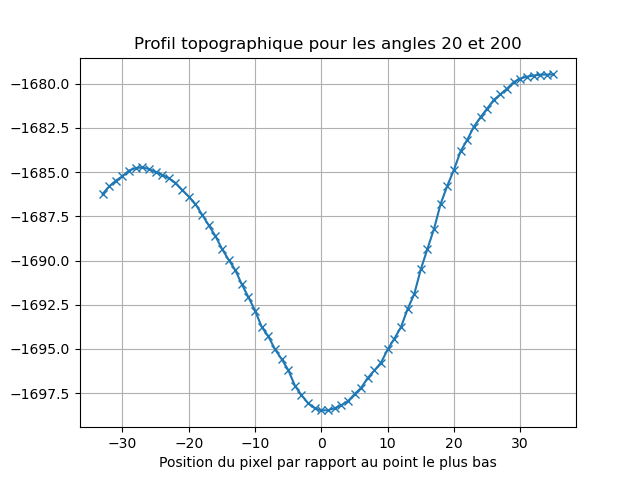 Profil topographique pour les angles 20 et 200
−1680.0
−1682.5
−1685.0
−1687.5
−1690.0
−1692.5
−1695.0
−1697.5
−30 −20 −10 0 10 20 30
Position du pixel par rapport au point le plus bas